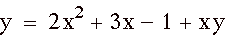 y = 2x² + 3x − 1 + xy